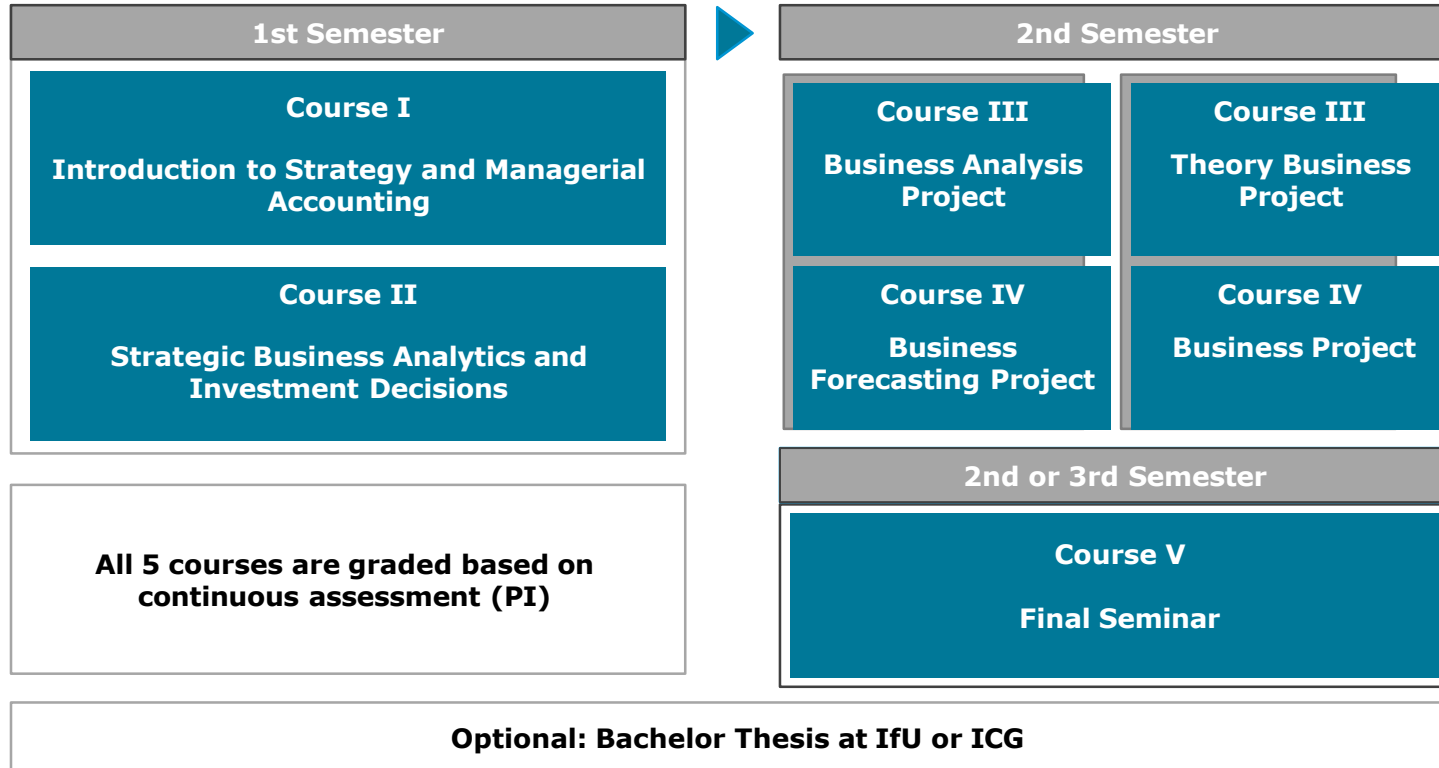 1st Semester
Course I
Introduction to Strategy and Managerial
Accounting
Course II
Strategic Business Analytics and
Investment Decisions
All 5 courses are graded based on
continuous assessment (PI)
2nd Semester
Course III
Business Analysis
Project
Course IV
Business
Forecasting Project
Course III
Theory Business
Project
Course IV
Business Project
2nd or 3rd Semester
Course V
Final Seminar
Optional: Bachelor Thesis at IfU or ICG